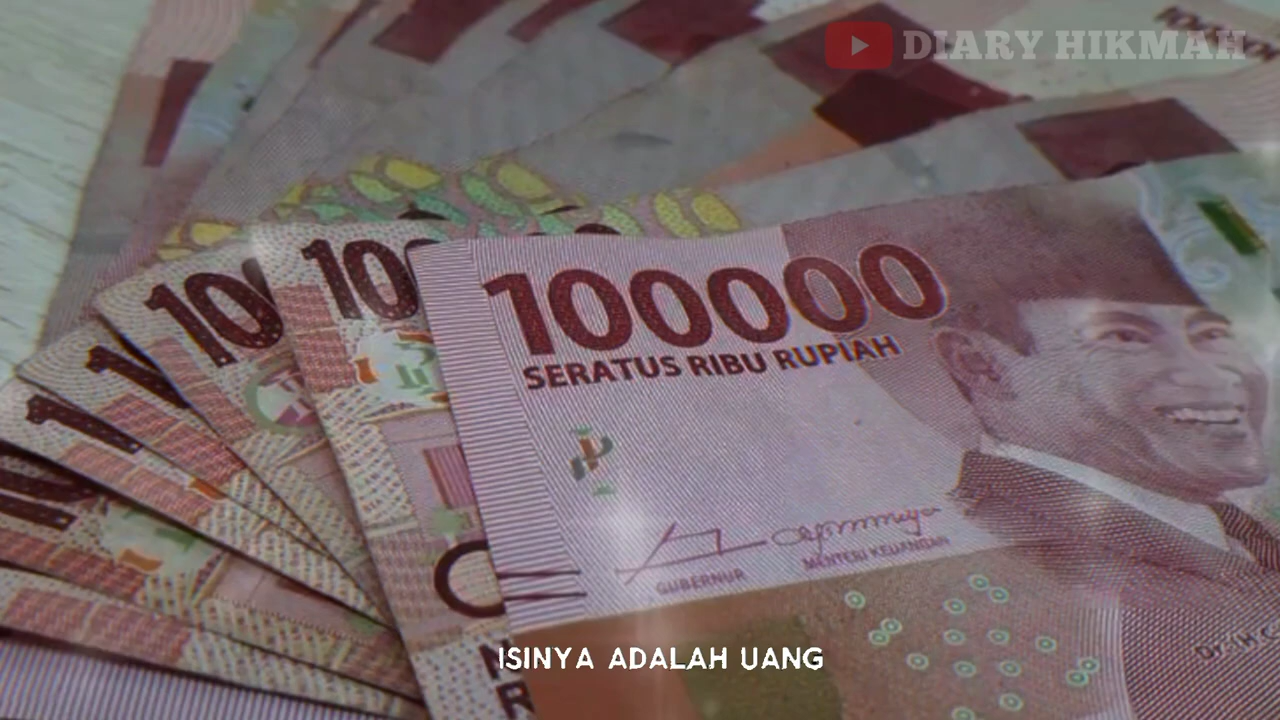 DIARY HIKMAH
100000
SERATUS RIBU RUPIAH
GUBERNUR
MENTERI KEUANGAN
ISINYA ADALAH UANG